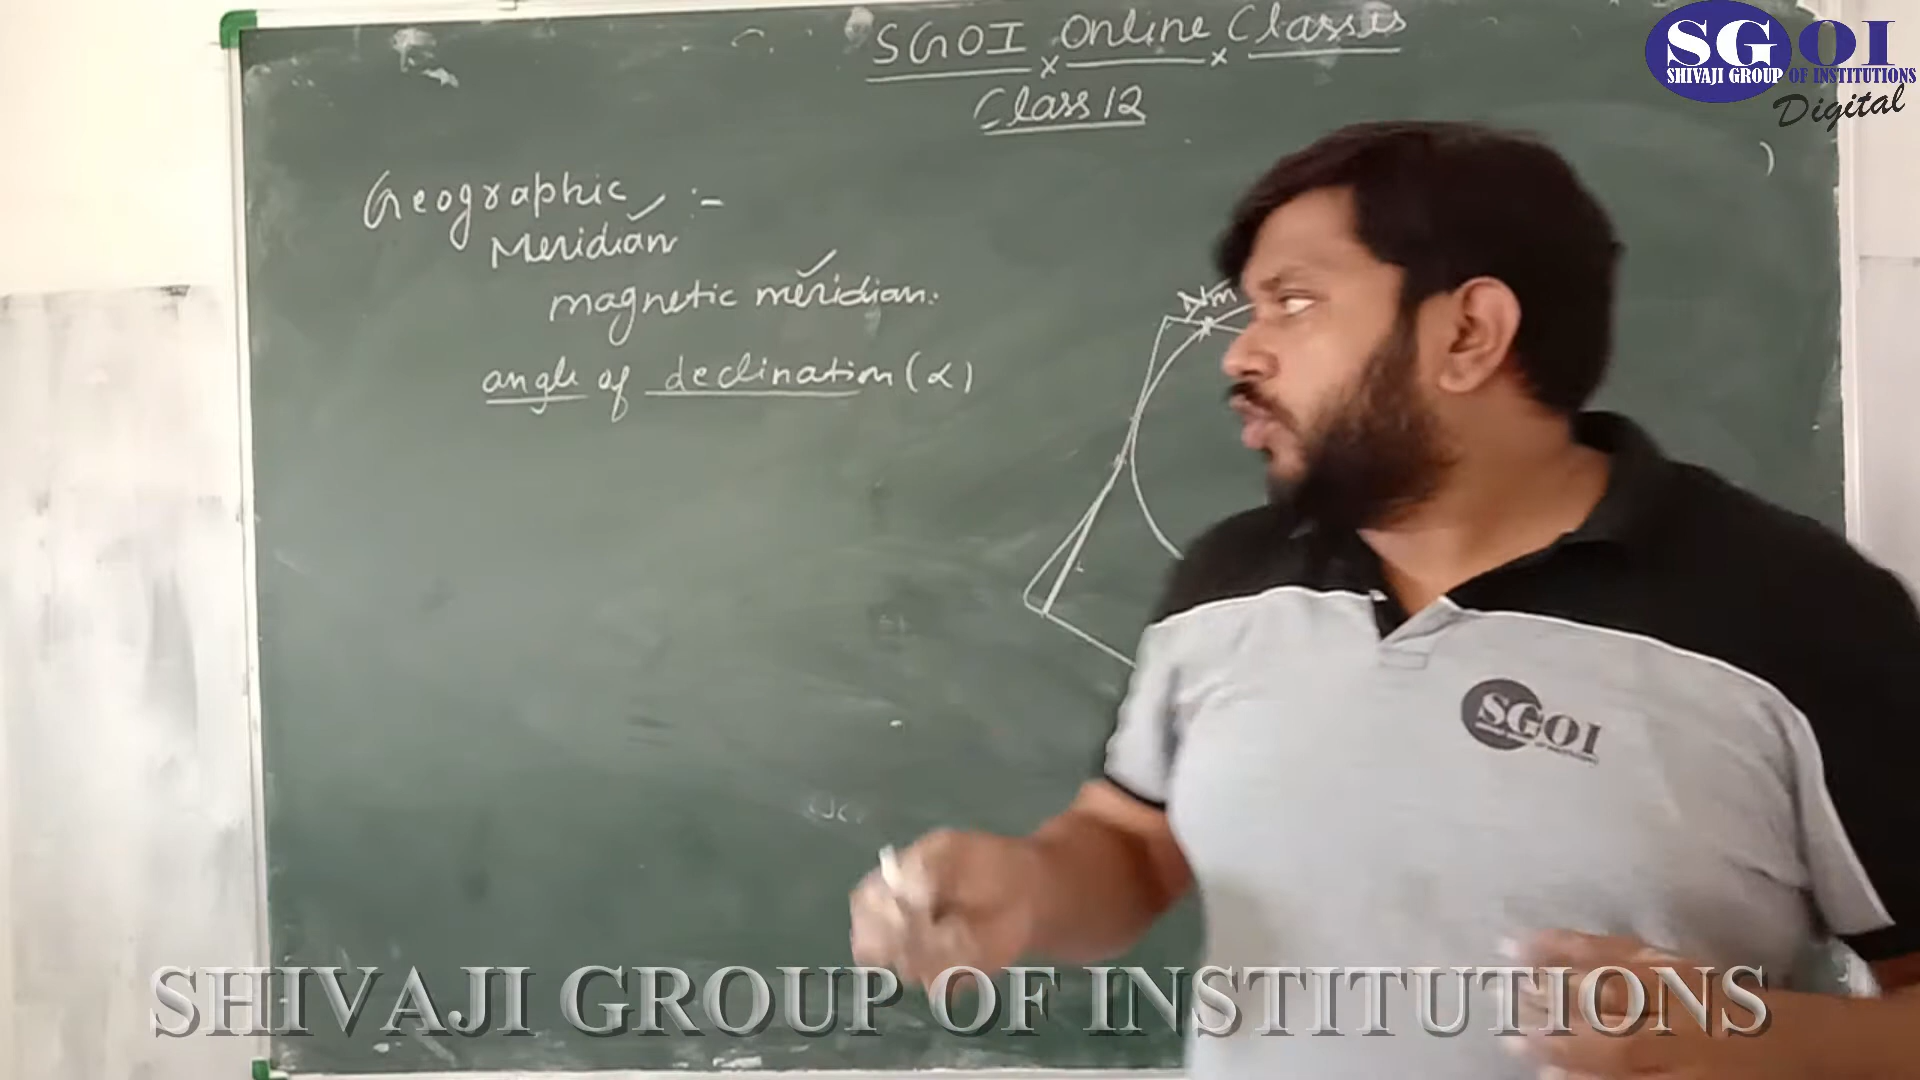 SGOI × Online × Classes
Class 12
SGOI
SHIVAJI GROUP OF INSTITUTIONS
Digital
Geographic :-
Meridian
magnetic meridian.
angle of declination (α)
Nm
SGOI
SHIVAJI GROUP OF INSTITUTIONS